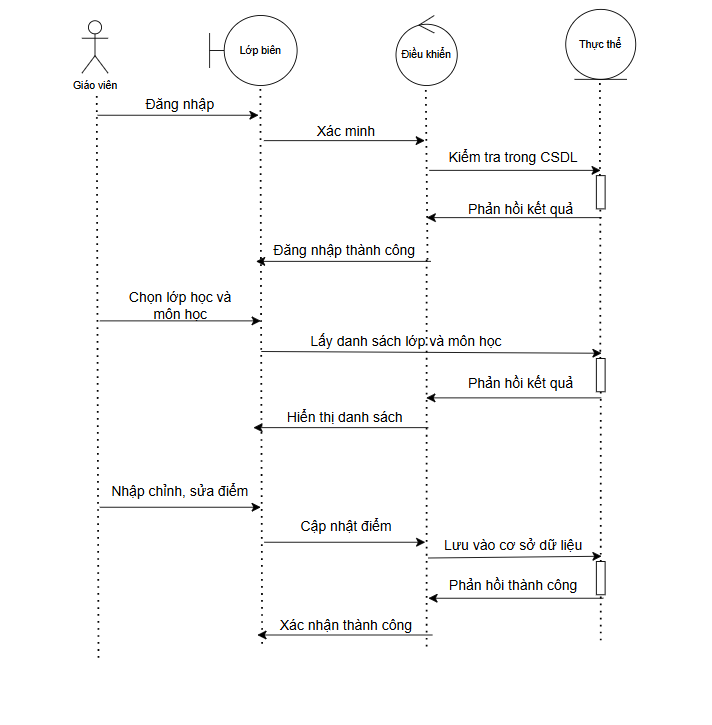 Giáo viên
Lớp biên
Điều khiển
Thực thể
Đăng nhập
Xác minh
Kiểm tra trong CSDL
Phản hồi kết quả
Đăng nhập thành công
Chọn lớp học và
môn học
Lấy danh sách lớp và môn học
Phản hồi kết quả
Hiển thị danh sách
Nhập chỉnh, sửa điểm
Cập nhật điểm
Lưu vào cơ sở dữ liệu
Phản hồi thành công
Xác nhận thành công